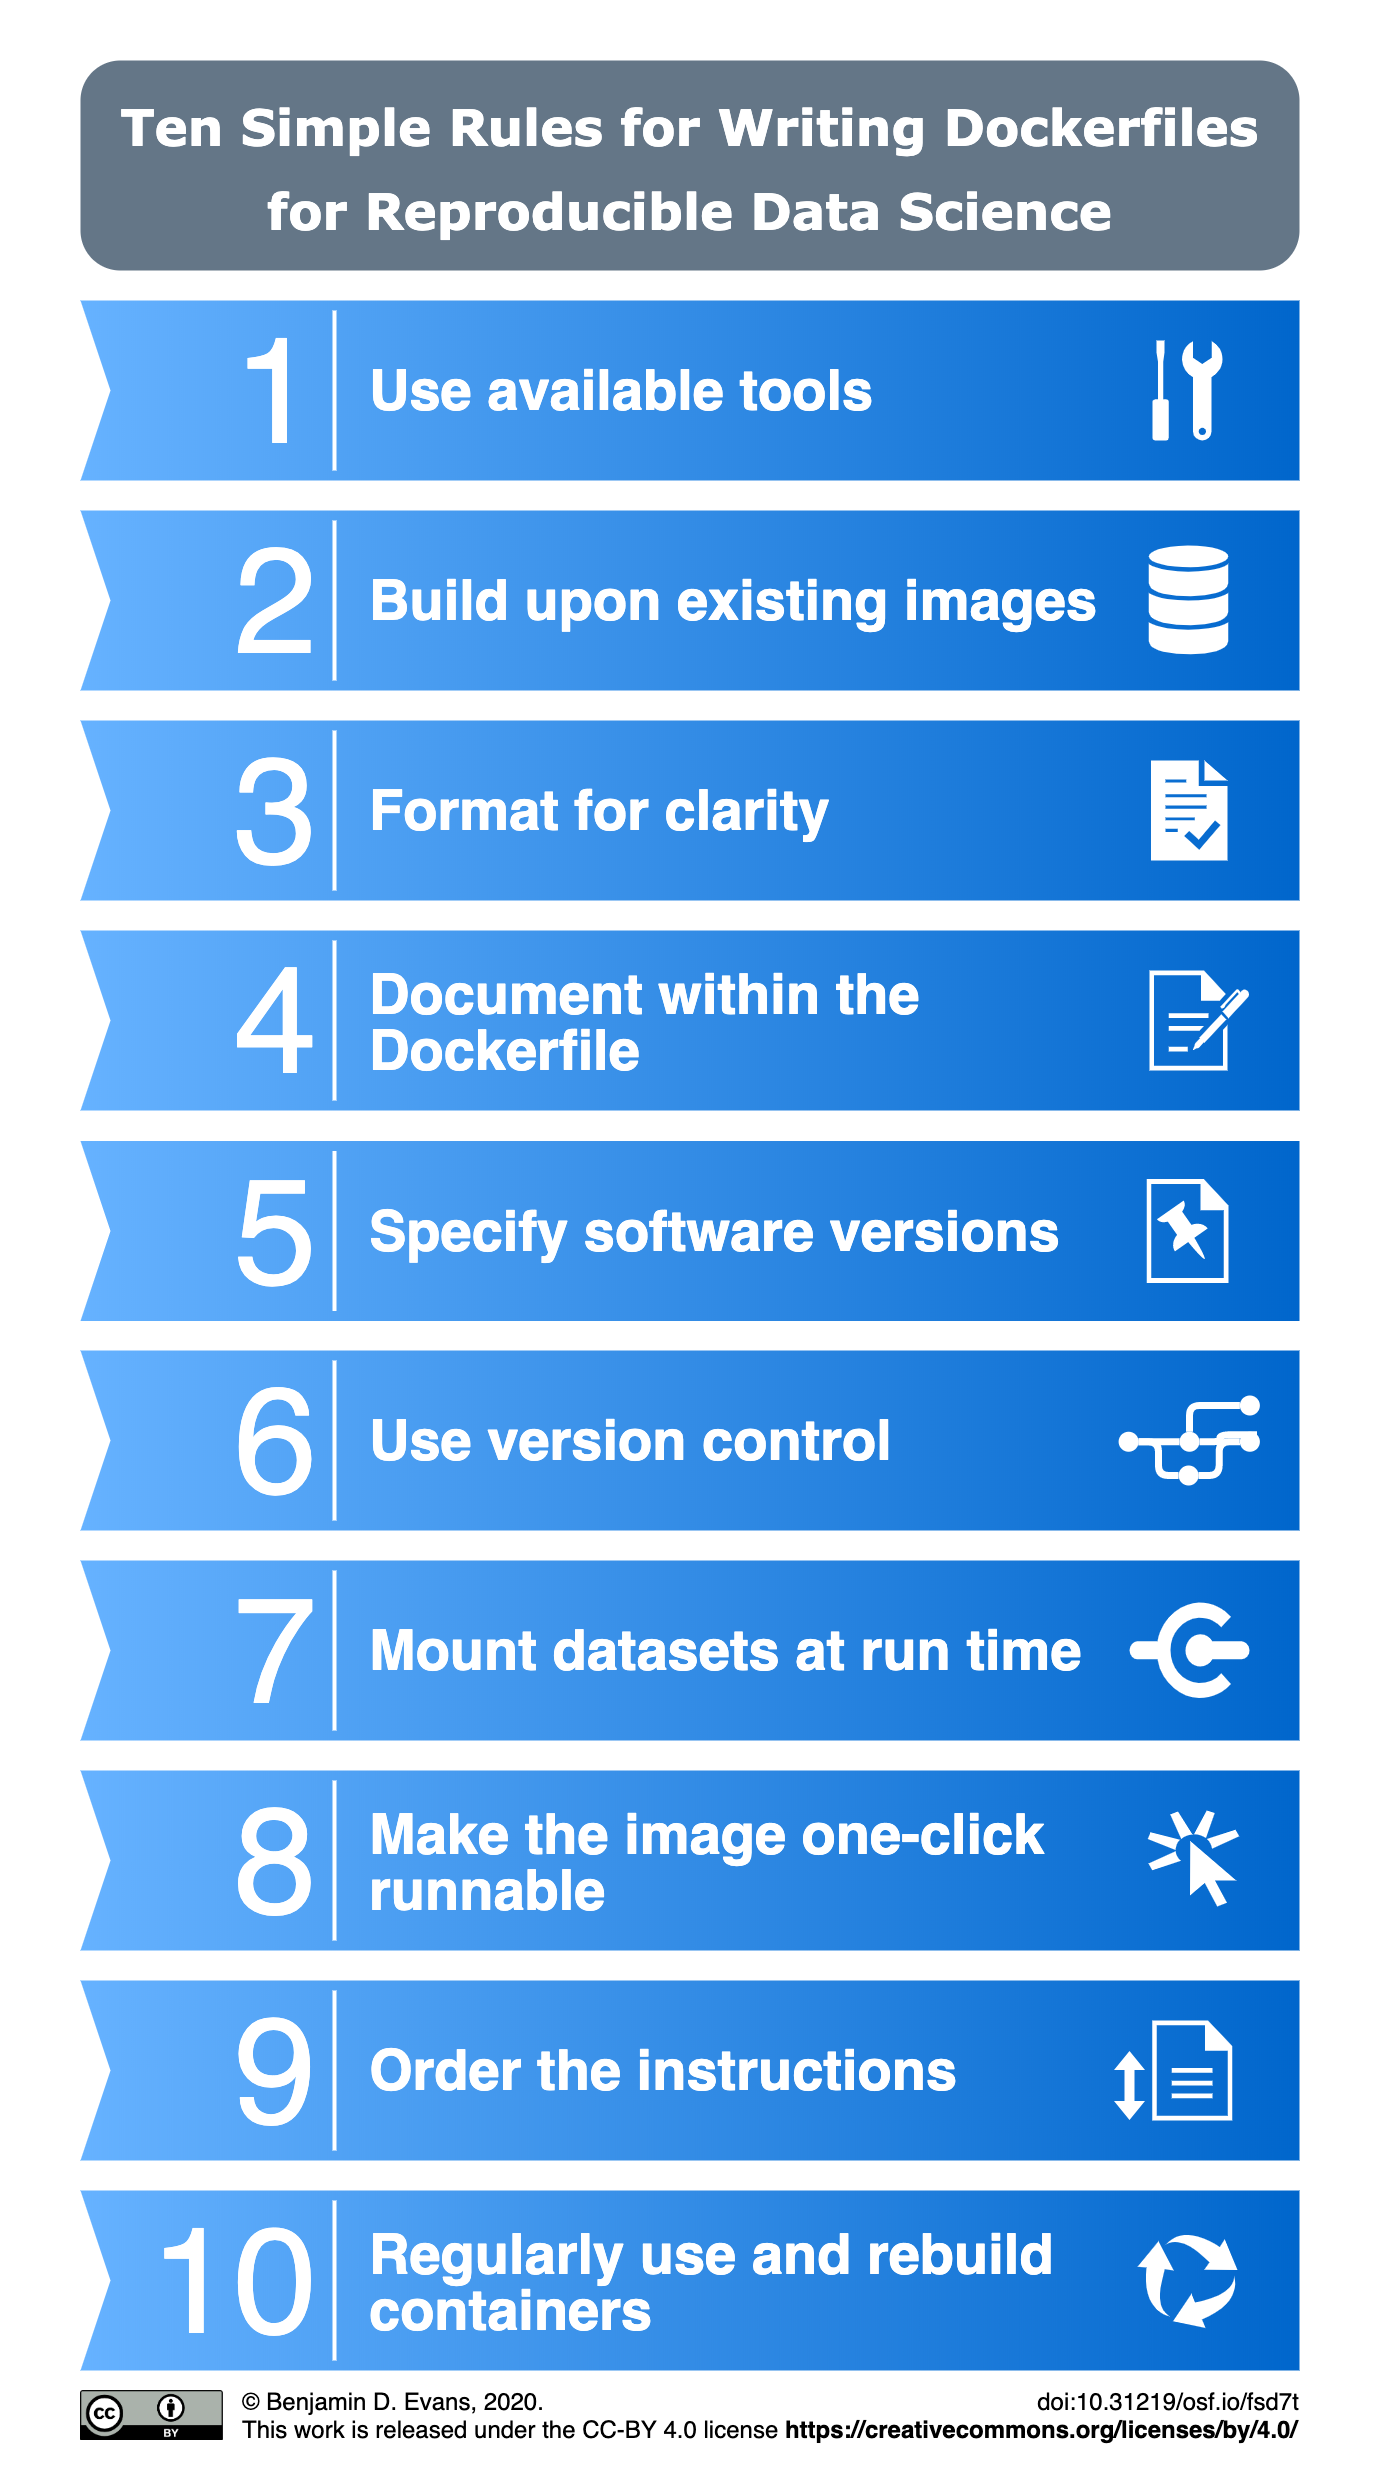 Ten Simple Rules for Writing Dockerfiles
for Reproducible Data Science
1
Use available tools
2
Build upon existing images
3
Format for clarity
4
Document within the
Dockerfile
5
Specify software versions
6
Use version control
7
Mount datasets at run time
8
Make the image one-click
runnable
9
Order the instructions
10
Regularly use and rebuild
containers
cc
BY
© Benjamin D. Evans, 2020.
doi:10.31219/osf.io/fsd7t
This work is released under the CC-BY 4.0 license https://creativecommons.org/licenses/by/4.0/